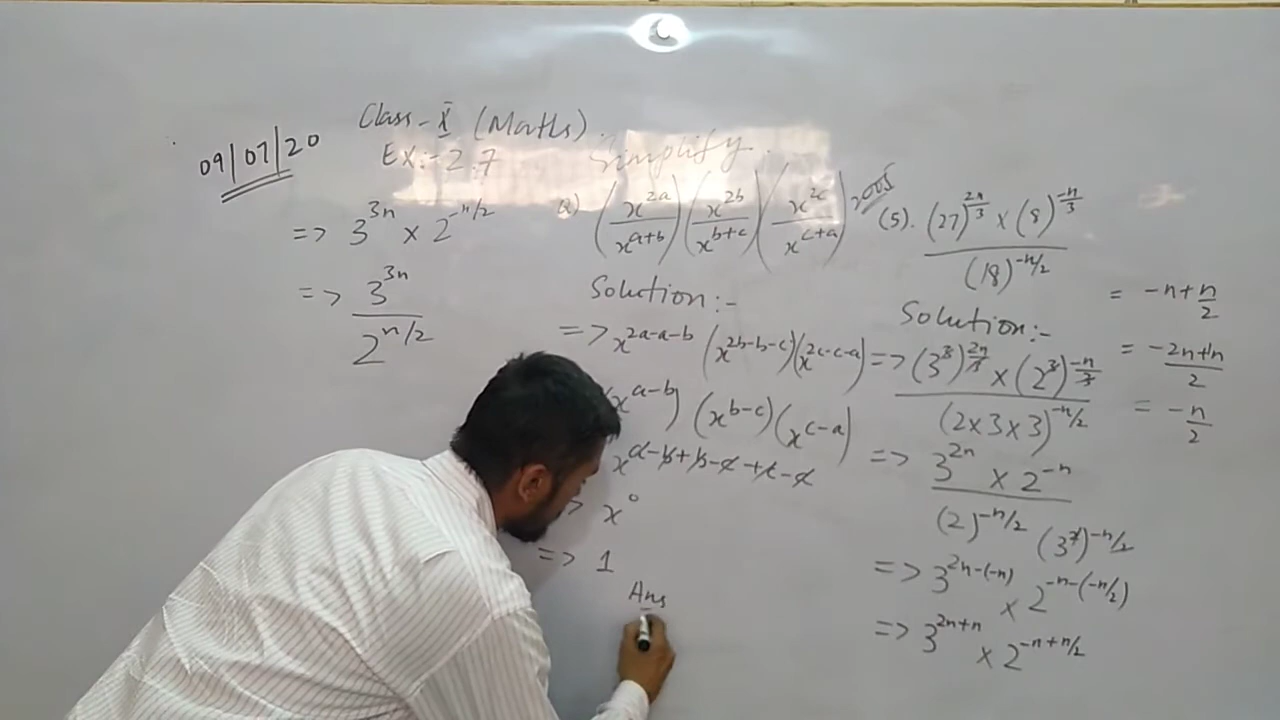 09/07/20
Class-X (Maths)
EX:-2.7
Simplify.
=> 3^{3n} × 2^{-n/2}
=> 3^{3n} / 2^{n/2}
Q) (x^{2a} / x^{a+b}) (x^{2b} / x^{b+c}) (x^{2c} / x^{c+a}) 2005
Solution:-
=> x^{2a-a-b} (x^{2b-b-c}) (x^{2c-c-a})
(x^{a-b}) (x^{b-c}) (x^{c-a})
x^{a-b+b-c+c-a}
> x^0
=> 1
Ans
(5). (27)^{2n/3} × (8)^{-n/3} / (18)^{-n/2}
Solution:-
=> (3^3)^{2n/3} × (2^3)^{-n/3} / (2×3×3)^{-n/2}
=> 3^{2n} × 2^{-n} / (2)^{-n/2} (3^2)^{-n/2}
=> 3^{2n-(-n)} × 2^{-n-(-n/2)}
=> 3^{2n+n} × 2^{-n+n/2}
= -n+n/2
= -2n+n / 2
= -n/2